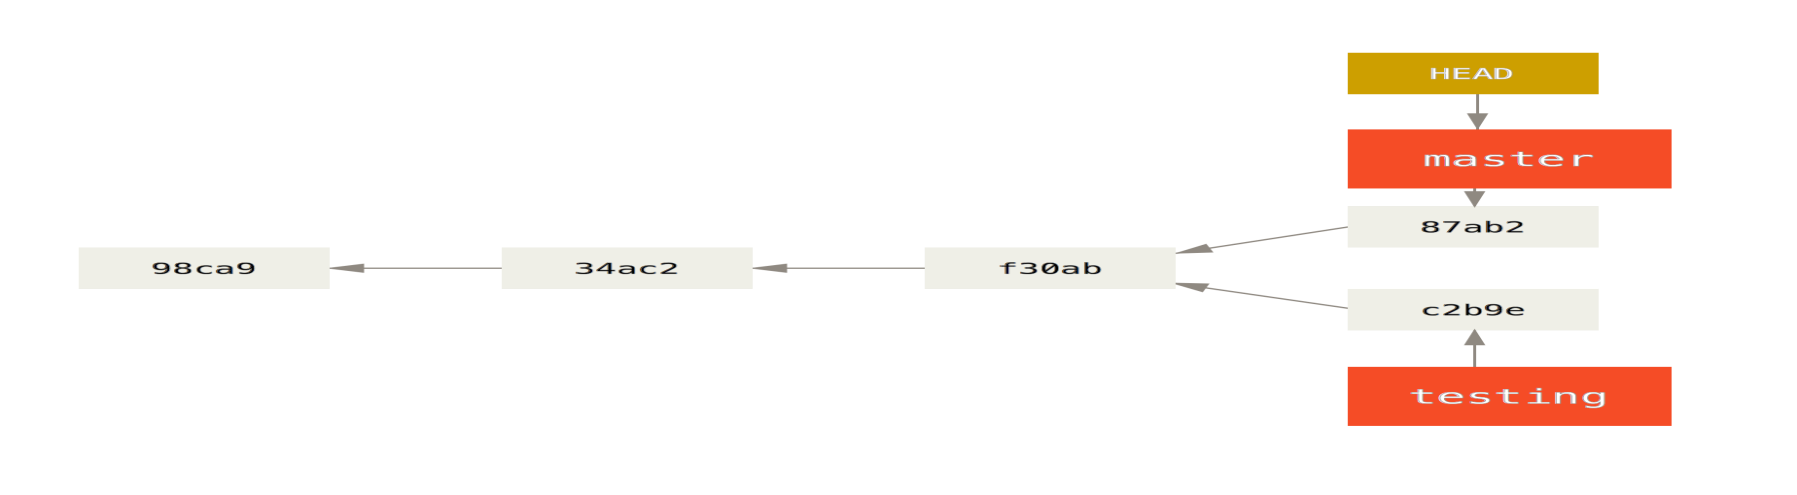 HEAD
master
87ab2
98ca9
34ac2
f30ab
c2b9e
testing